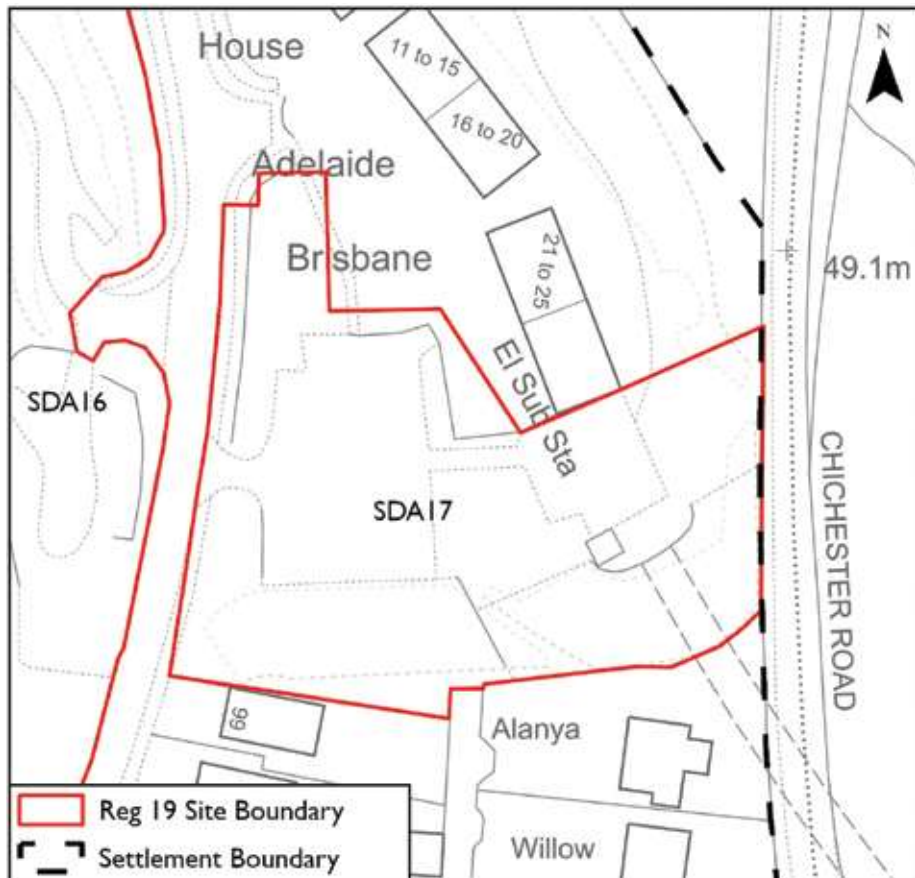 House
11 to 15
16 to 20
N
Adelaide
Brisbane
21 to 25
49.1m
El Sub Sta
SDA16
SDA17
CHICHESTER ROAD
99
Alanya
Willow
Reg 19 Site Boundary
Settlement Boundary